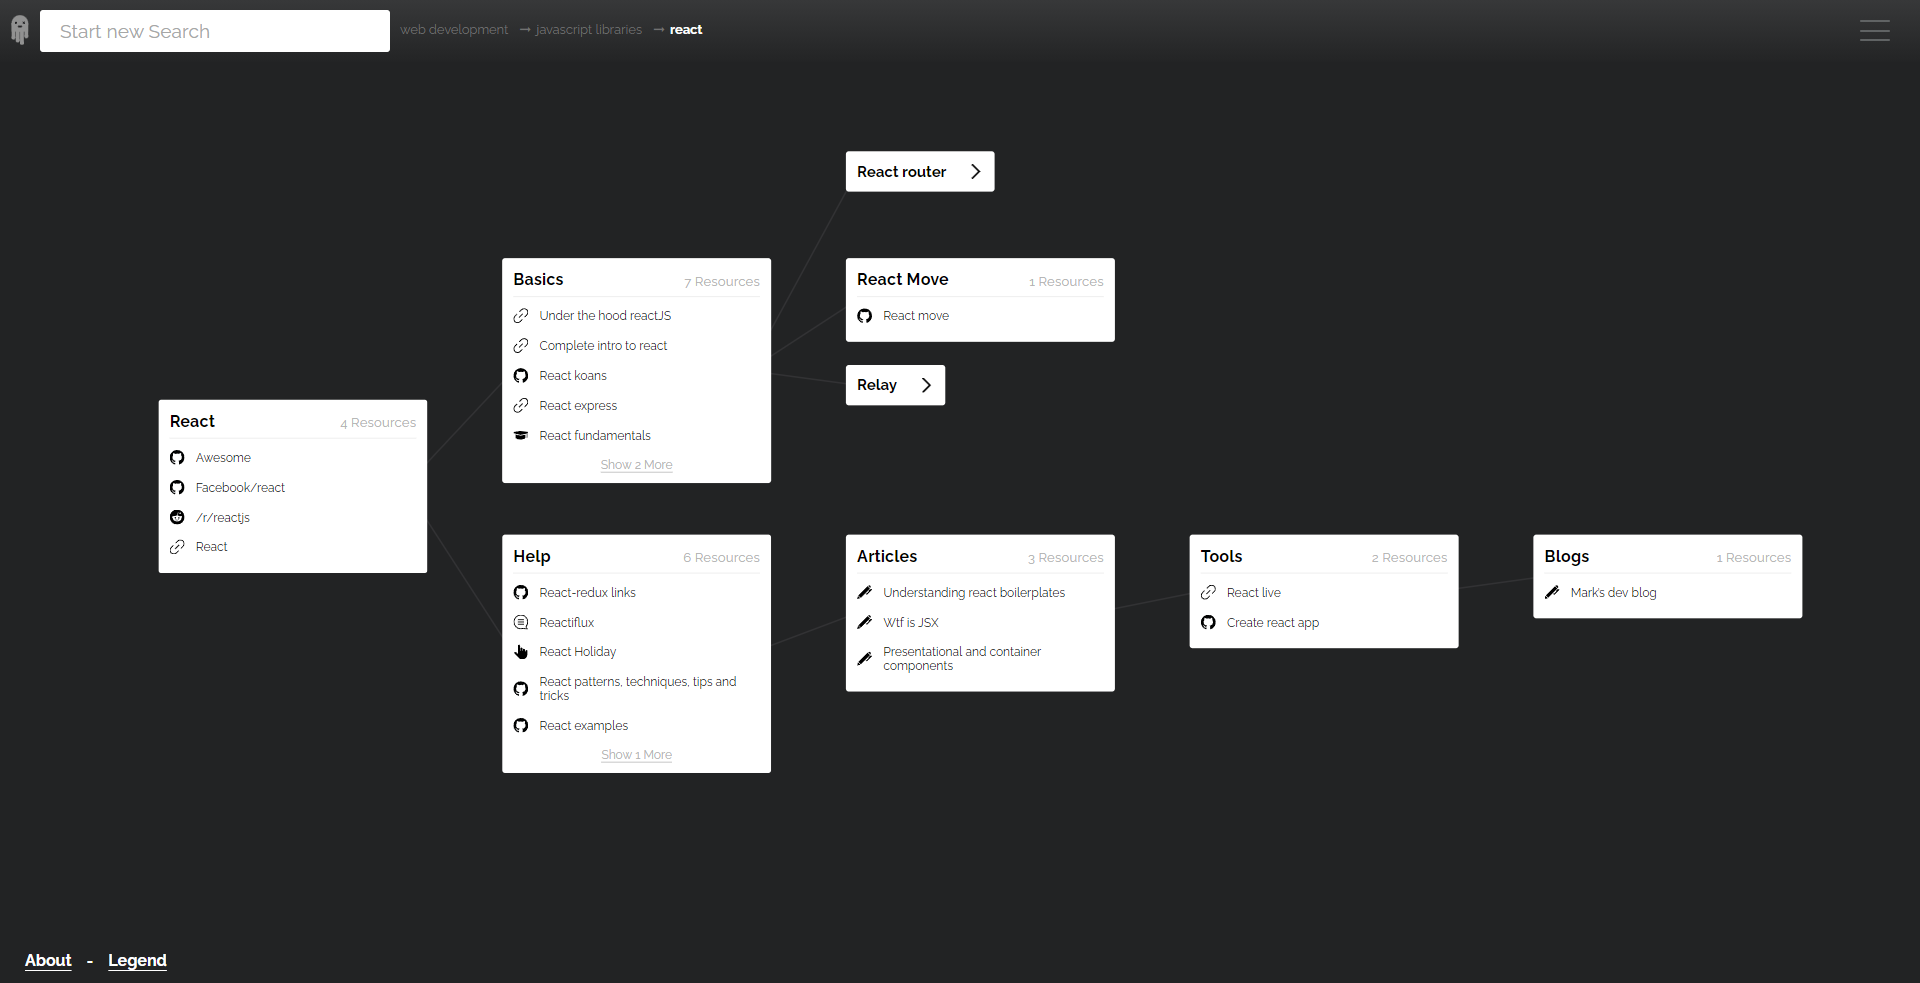 Start new Search
web development → javascript libraries → react
React router
React
4 Resources
Awesome
Facebook/react
/r/reactjs
React
Basics
7 Resources
Under the hood reactJS
Complete intro to react
React koans
React express
React fundamentals
Show 2 More
React Move
1 Resources
React move
Relay
Help
6 Resources
React-redux links
Reactiflux
React Holiday
React patterns, techniques, tips and
tricks
React examples
Show 1 More
Articles
3 Resources
Understanding react boilerplates
Wtf is JSX
Presentational and container
components
Tools
2 Resources
React live
Create react app
Blogs
1 Resources
Mark's dev blog
About - Legend